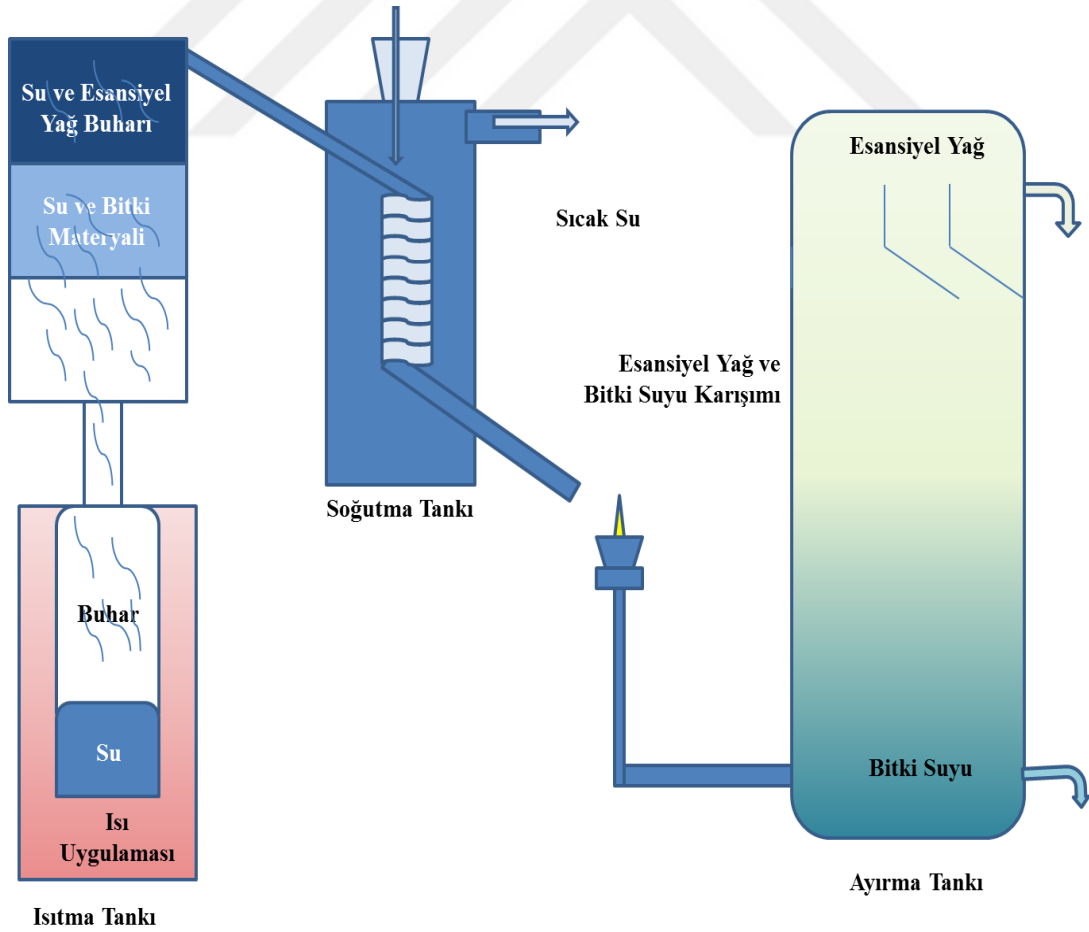 Su ve Esansiyel
Yağ Buharı
Su ve Bitki
Materyali
Buhar
Su
Isı
Uygulaması
Isıtma Tankı
Soğutma Tankı
Sıcak Su
Esansiyel Yağ ve
Bitki Suyu Karışımı
Esansiyel Yağ
Bitki Suyu
Ayırma Tankı